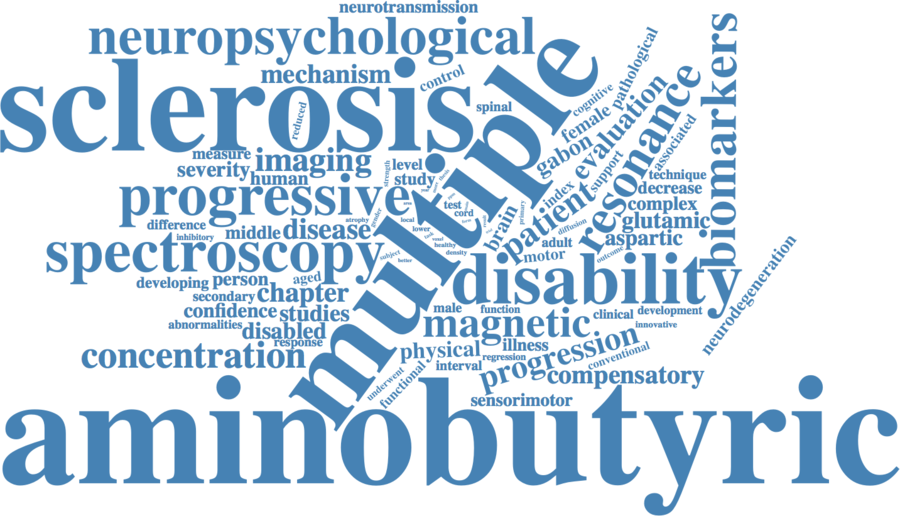 neurotransmission
neuropsychological
mechanism
control
sclerosis
reduced
spinal
multiple
cognitive
pathological
biomarkers
female
evaluation
gabon
resonance
associated
measure
imaging
severity
human
strength
level
study
index
support
technique
decrease
progressive
patient
complex
glutamic
aspartic
test
cord
primary
brain
diffusion
atrophy
gender
local
lower
difference
inhibitory
middle
disease
healthy
density
subject
better
adult
motor
outcome
spectroscopy
disability
neurodegeneration
developing
person
aged
secondary
chapter
confidence
studies
abnormalities
disabled
response
male
function
clinical
development
innovative
magnetic
concentration
physical
illness
regression
interval
progression
conventional
underwent
functional
compensatory
sensorimotor
aminobutyric